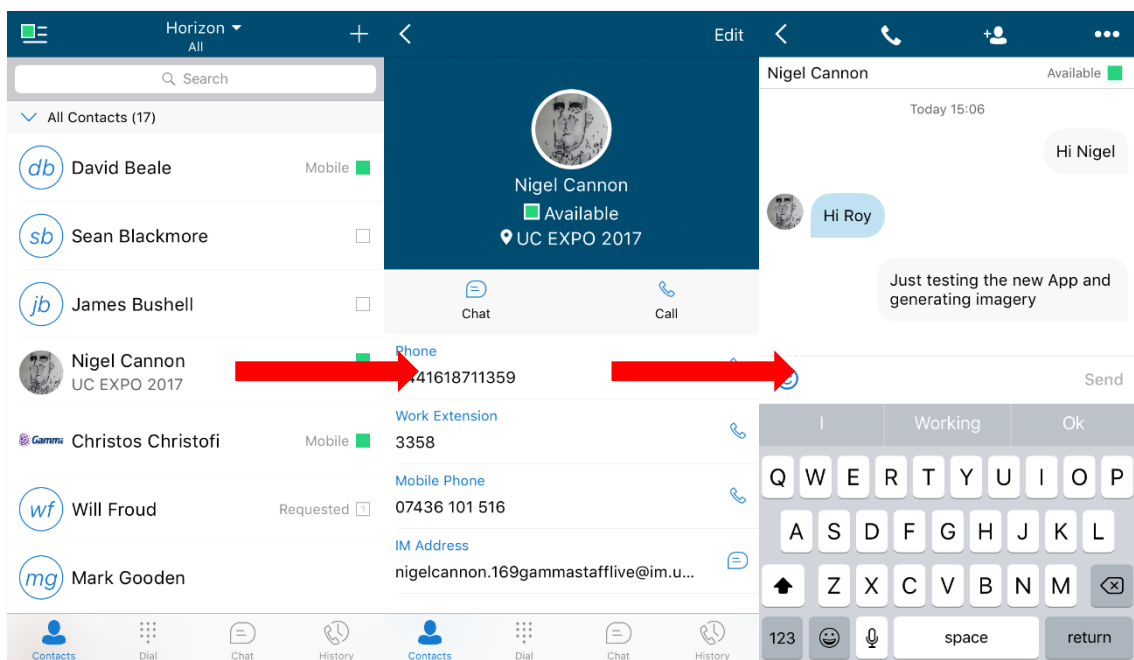 Horizon
All
Search
All Contacts (17)
db David Beale Mobile
sb Sean Blackmore
jb James Bushell
Nigel Cannon
UC EXPO 2017
Gamma Christos Christofi Mobile
wf Will Froud Requested ?
mg Mark Gooden
Contacts Dial Chat History
Edit
Nigel Cannon
Available
UC EXPO 2017
Chat Call
Phone
41618711359
Work Extension
3358
Mobile Phone
07436 101 516
IM Address
nigelcannon.169gammastafflive@im.u...
Contacts Dial Chat History
Nigel Cannon Available
Today 15:06
Hi Nigel
Hi Roy
Just testing the new App and
generating imagery
Send
I Working Ok
Q W E R T Y U I O P
A S D F G H J K L
Z X C V B N M
123 space return